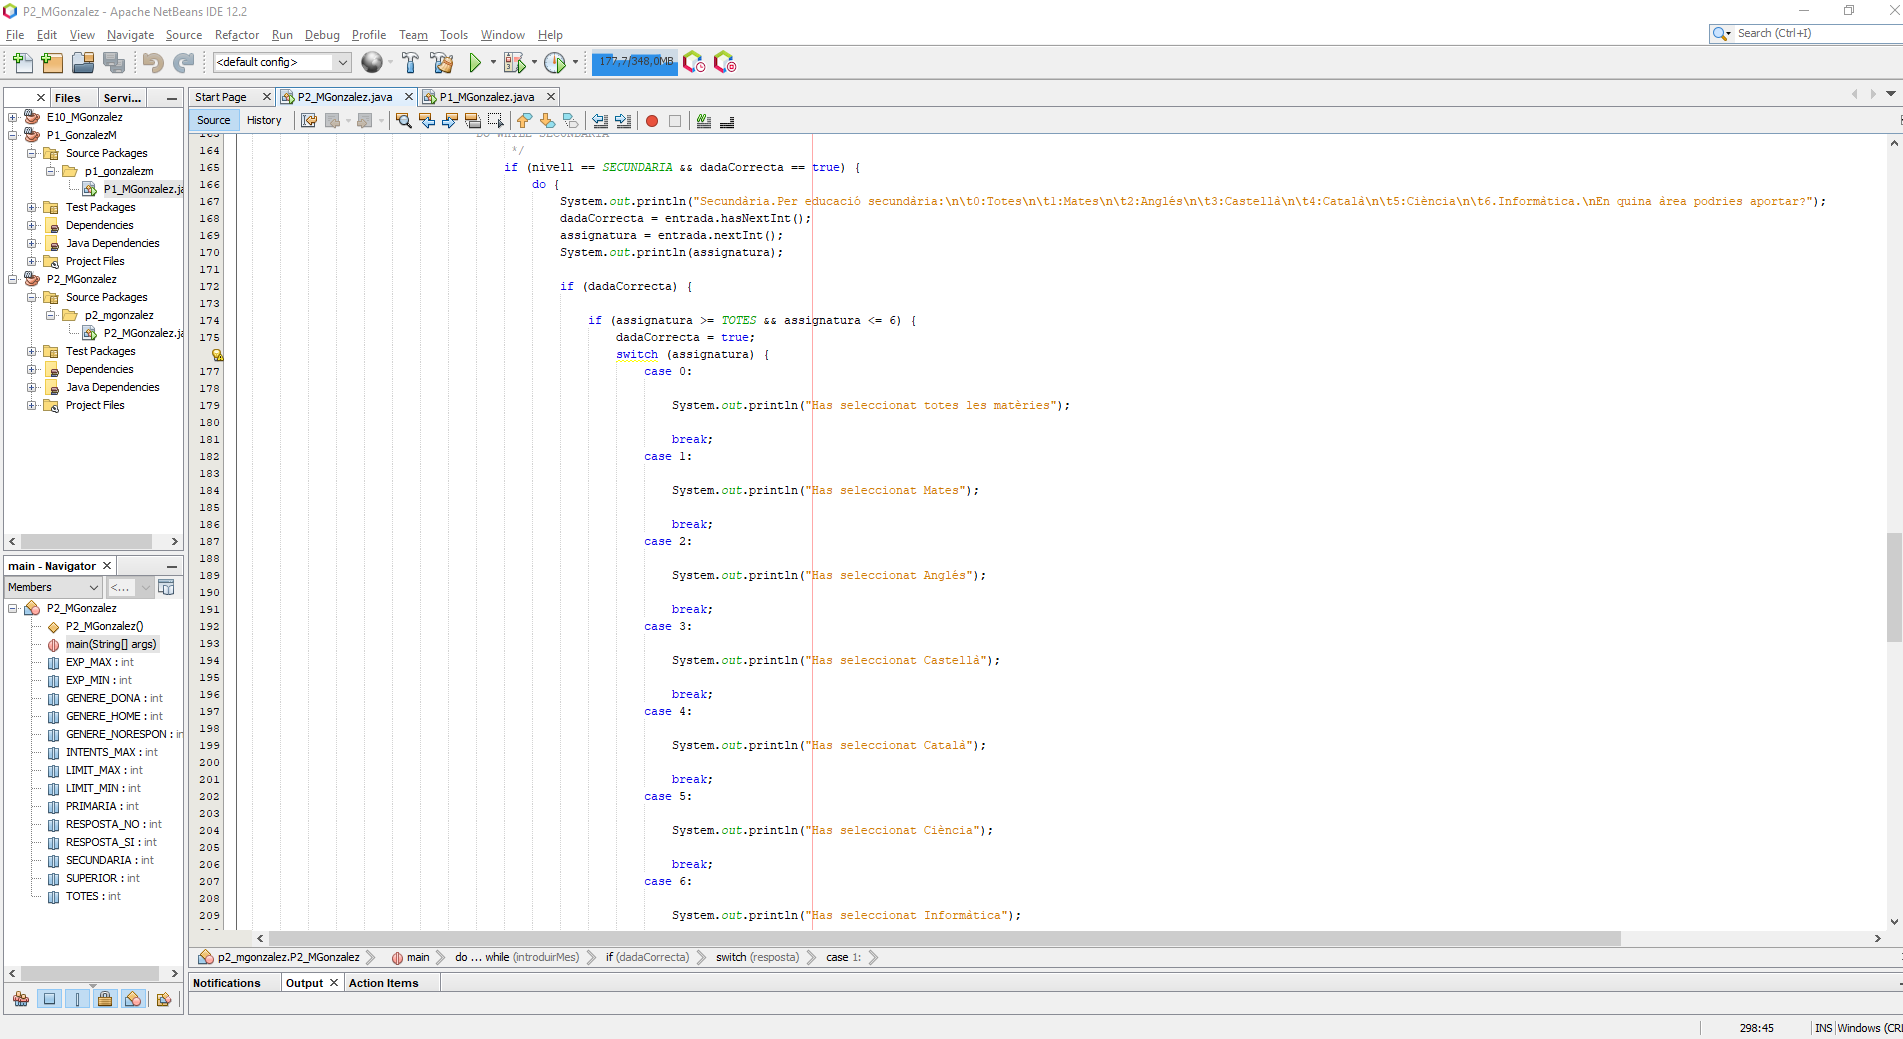 P2_MGonzalez - Apache NetBeans IDE 12.2
File Edit View Navigate Source Refactor Run Debug Profile Team Tools Window Help
Search (Ctrl+I)
<default config>
177,7/348,0MB
Files Servi...
Start Page P2_MGonzalez.java P1_MGonzalez.java
Source History
E10_MGonzalez
P1_GonzalezM
Source Packages
p1_gonzalezm
P1_MGonzalez.ja
Test Packages
Dependencies
Java Dependencies
Project Files
P2_MGonzalez
Source Packages
p2_mgonzalez
P2_MGonzalez.ja
Test Packages
Dependencies
Java Dependencies
Project Files
main - Navigator
Members <...
P2_MGonzalez
P2_MGonzalez()
main(String[] args)
EXP_MAX : int
EXP_MIN : int
GENERE_DONA : int
GENERE_HOME : int
GENERE_NORESPON : in
INTENTS_MAX : int
LIMIT_MAX : int
LIMIT_MIN : int
PRIMARIA : int
RESPOSTA_NO : int
RESPOSTA_SI : int
SECUNDARIA : int
SUPERIOR : int
TOTES : int
163 DO WHILE SECUNDARIA
164 */
165 if (nivell == SECUNDARIA && dadaCorrecta == true) {
166 do {
167 System.out.println("Secundària.Per educació secundària:\n\t0:Totes\n\t1:Mates\n\t2:Anglés\n\t3:Castellà\n\t4:Català\n\t5:Ciència\n\t6.Informàtica.\nEn quina àrea podries aportar?");
168 dadaCorrecta = entrada.hasNextInt();
169 assignatura = entrada.nextInt();
170 System.out.println(assignatura);
171
172 if (dadaCorrecta) {
173
174 if (assignatura >= TOTES && assignatura <= 6) {
175 dadaCorrecta = true;
switch (assignatura) {
177 case 0:
178
179 System.out.println("Has seleccionat totes les matèries");
180
181 break;
182 case 1:
183
184 System.out.println("Has seleccionat Mates");
185
186 break;
187 case 2:
188
189 System.out.println("Has seleccionat Anglés");
190
191 break;
192 case 3:
193
194 System.out.println("Has seleccionat Castellà");
195
196 break;
197 case 4:
198
199 System.out.println("Has seleccionat Català");
200
201 break;
202 case 5:
203
204 System.out.println("Has seleccionat Ciència");
205
206 break;
207 case 6:
208
209 System.out.println("Has seleccionat Informàtica");
p2_mgonzalez.P2_MGonzalez main do ... while (introduirMes) if (dadaCorrecta) switch (resposta) case 1:
Notifications Output Action Items
298:45 INS Windows (CR